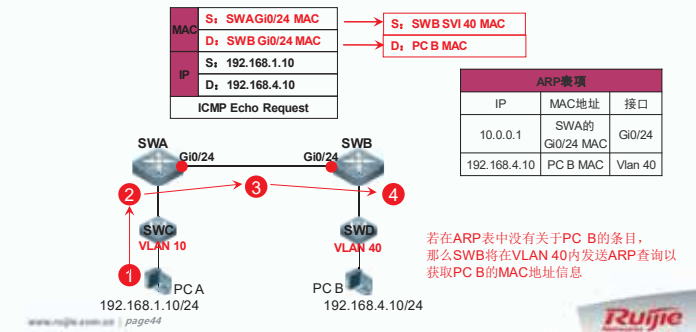 MAC
S：SWAGi0/24 MAC
S：SWB SVI 40 MAC
D：SWB Gi0/24 MAC
D：PC B MAC
IP
S：192.168.1.10
D：192.168.4.10
ICMP Echo Request
ARP表项
IP MAC地址 接口
10.0.0.1 SWA的 Gi0/24 MAC Gi0/24
192.168.4.10 PC B MAC Vlan 40
SWA
SWB
Gi0/24
Gi0/24
2
3
4
SWC
VLAN 10
SWD
VLAN 40
1
PC A
192.168.1.10/24
PC B
192.168.4.10/24
若在ARP表中没有关于PC B的条目，
那么SWB将在VLAN 40内发送ARP查询以
获取PC B的MAC地址信息
www.ruijie.com.cn | page44
Ruijie